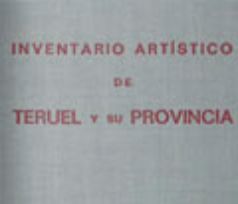 INVENTARIO ARTÍSTICO
DE
TERUEL Y SU PROVINCIA